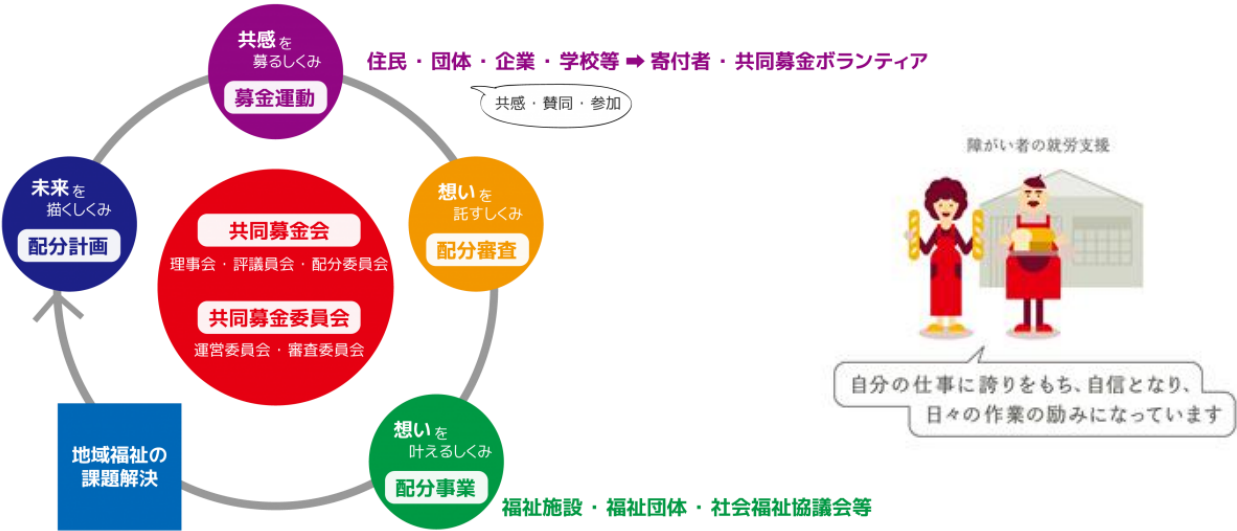 共感を
募るしくみ
募金運動
住民・団体・企業・学校等➡寄付者・共同募金ボランティア
共感・賛同・参加
未来を
描くしくみ
配分計画
想いを
託すしくみ
配分審査
共同募金会
理事会・評議員会・配分委員会
共同募金委員会
運営委員会・審査委員会
想いを
叶えるしくみ
配分事業
福祉施設・福祉団体・社会福祉協議会等
地域福祉の
課題解決
障がい者の就労支援
自分の仕事に誇りをもち、自信となり、
日々の作業の励みになっています